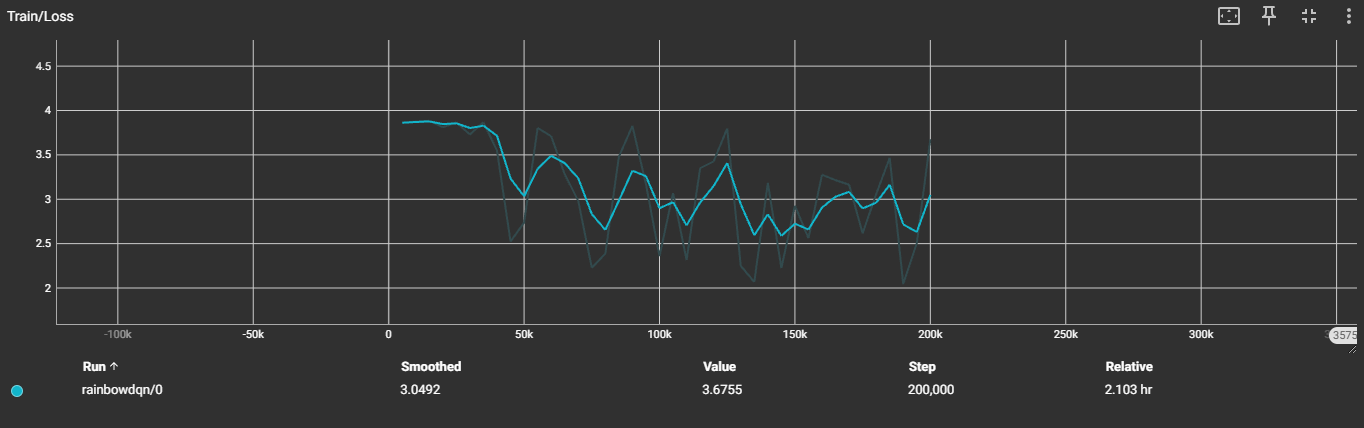 Train/Loss
4.5
4
3.5
3
2.5
2
-100k -50k 0 50k 100k 150k 200k 250k 300k 3575
Run ↑ Smoothed Value Step Relative
rainbowdqn/0 3.0492 3.6755 200,000 2.103 hr